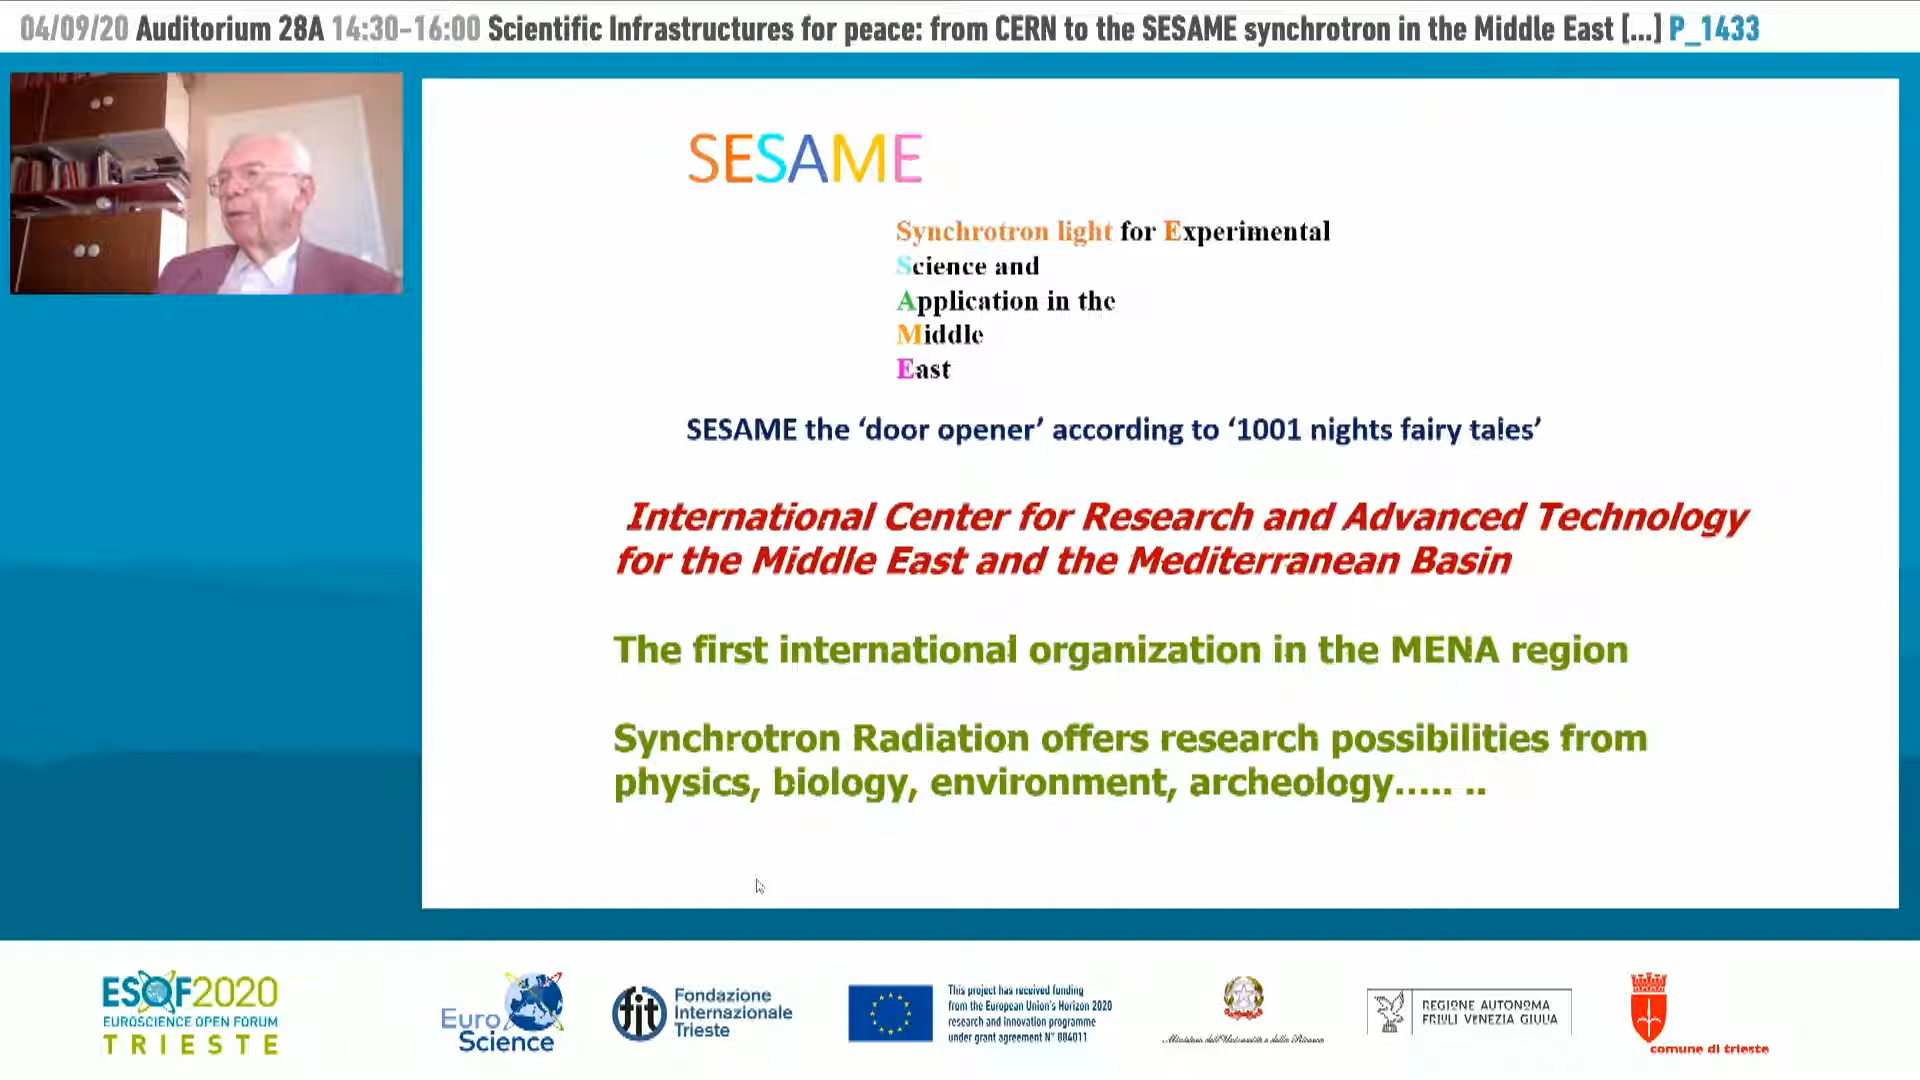 04/09/20 Auditorium 28A 14:30-16:00 Scientific Infrastructures for peace: from CERN to the SESAME synchrotron in the Middle East [...] P_1433
SESAME
Synchrotron light for Experimental
Science and
Application in the
Middle
East
SESAME the ‘door opener’ according to ‘1001 nights fairy tales’
International Center for Research and Advanced Technology
for the Middle East and the Mediterranean Basin
The first international organization in the MENA region
Synchrotron Radiation offers research possibilities from
physics, biology, environment, archeology..... ..
ESOF2020
EUROSCIENCE OPEN FORUM
TRIESTE
Euro
Science
fit
Fondazione
Internazionale
Trieste
This project has received funding
from the European Union's Horizon 2020
research and innovation programme
under grant agreement N° 884011
Ministero dell'Università e della Ricerca
REGIONE AUTONOMA
FRIULI VENEZIA GIULIA
comune di trieste